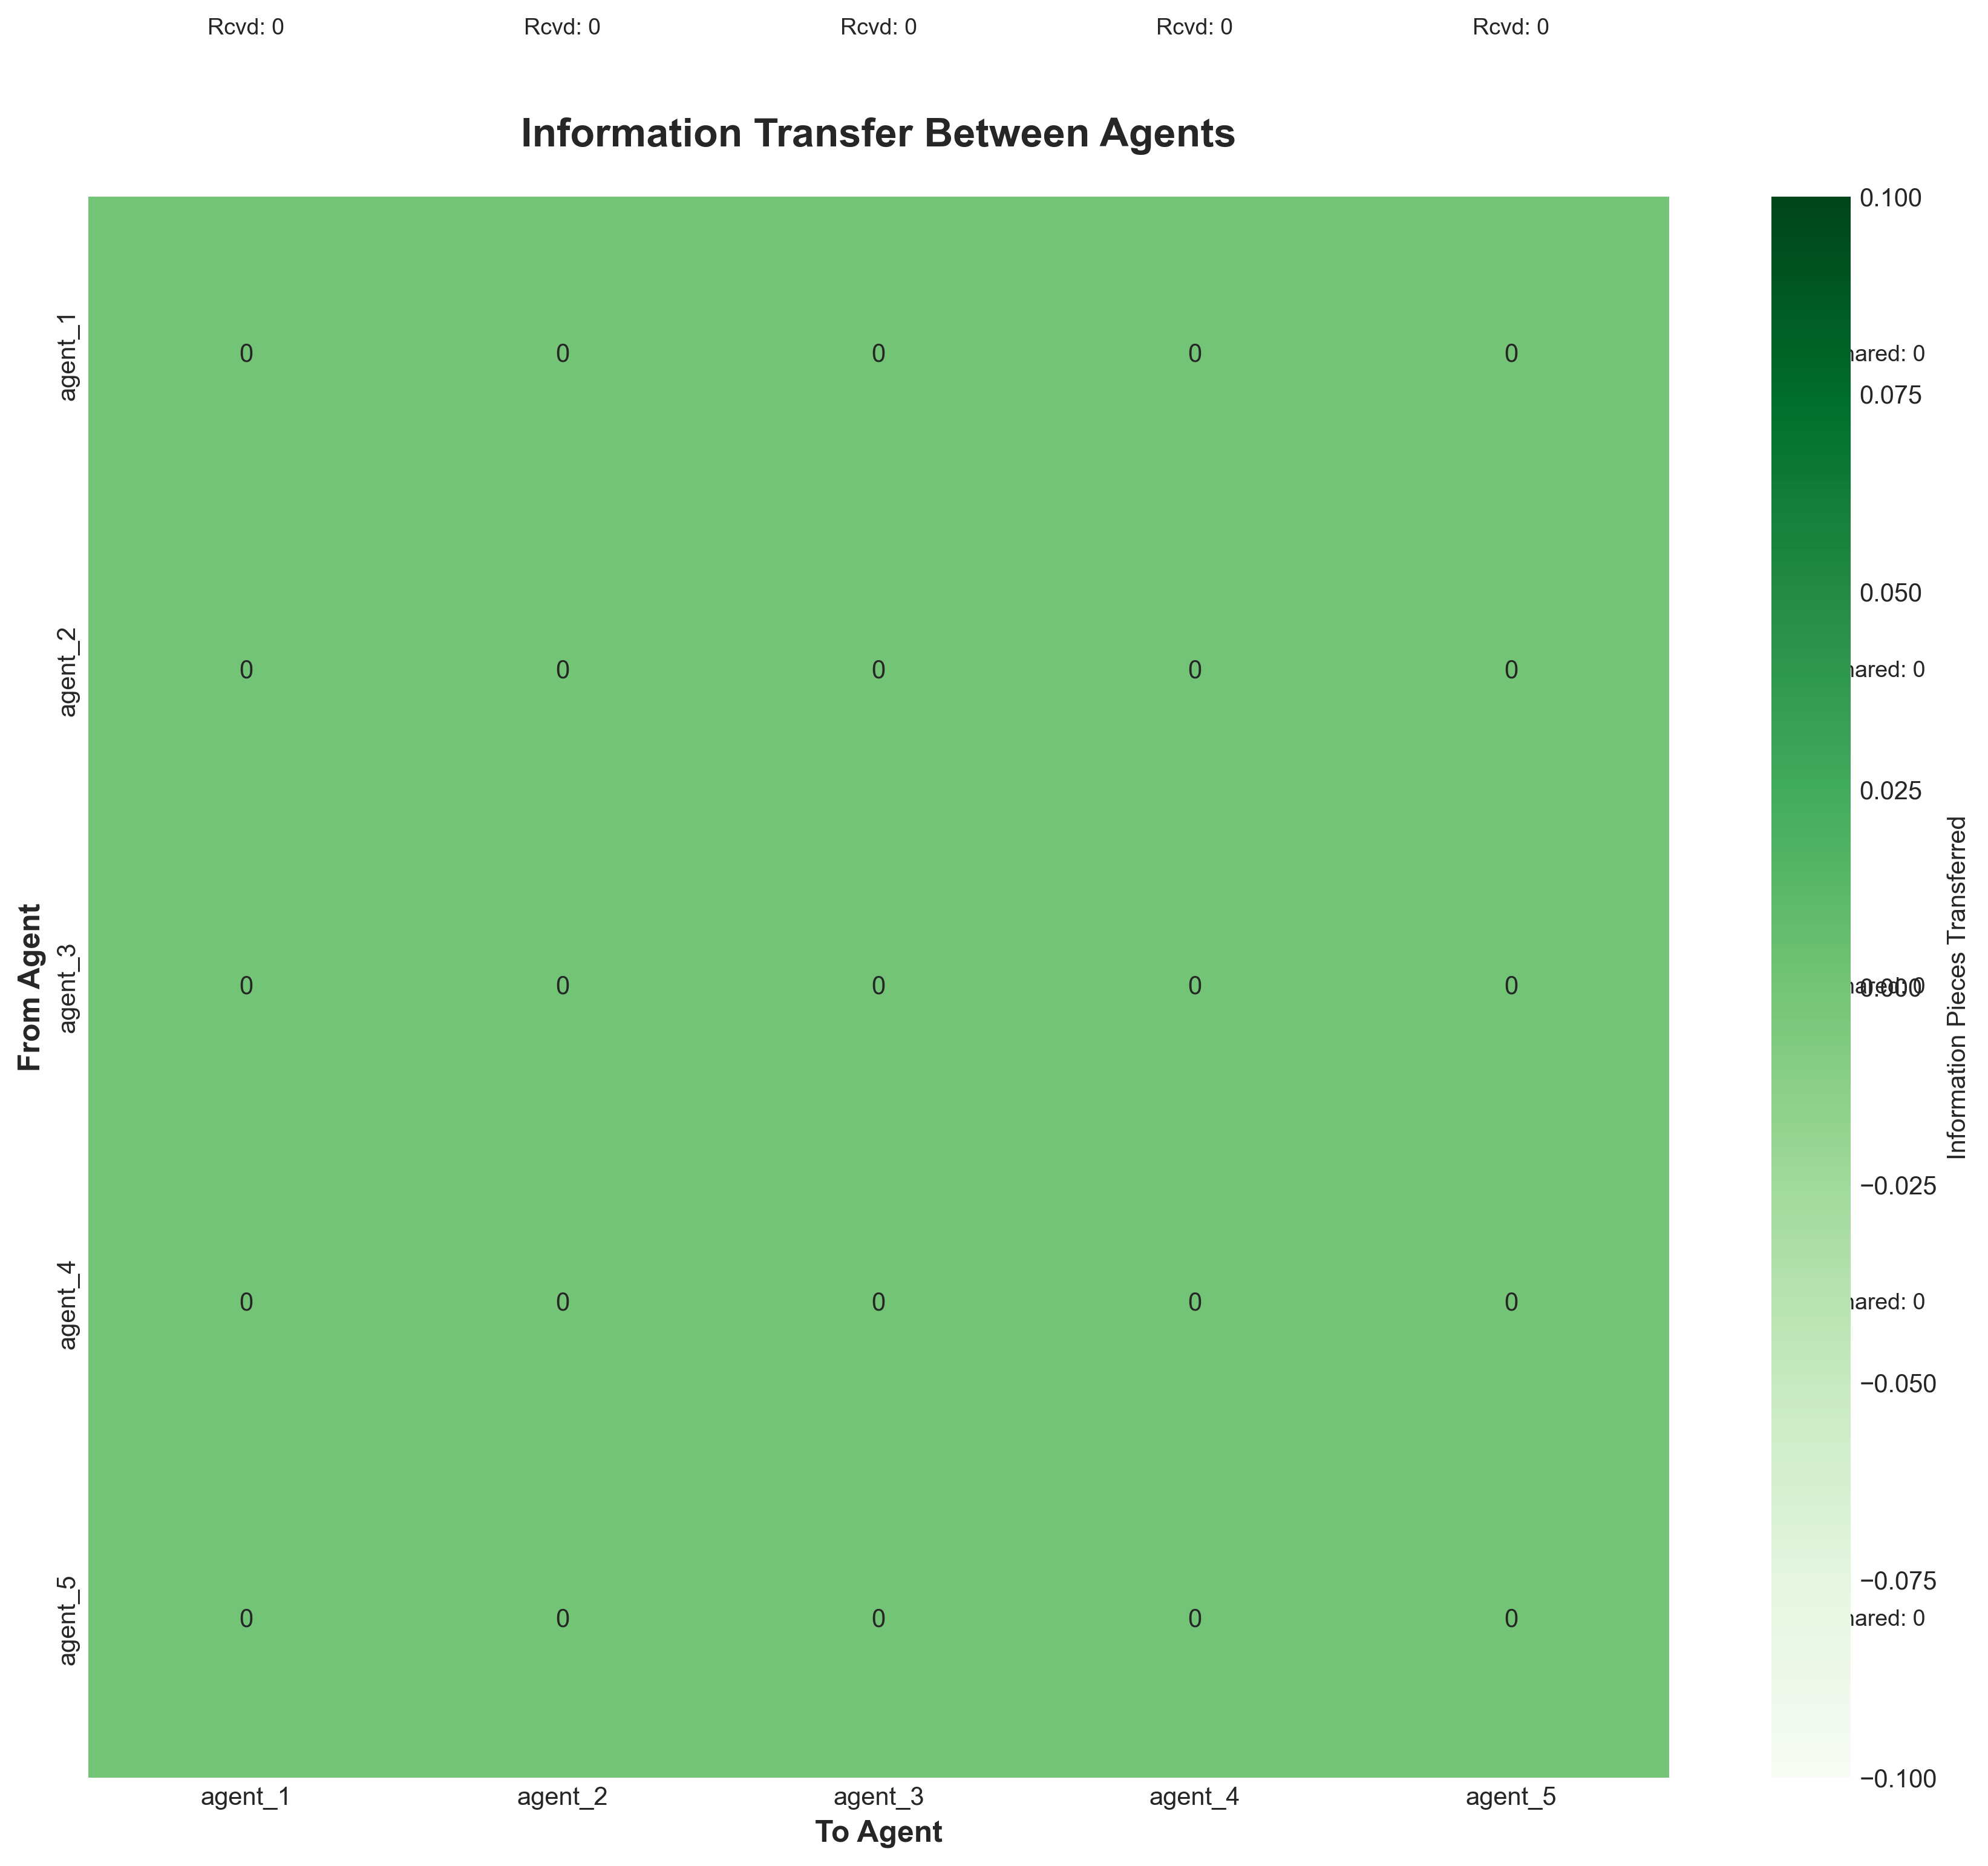 Rcvd: 0 Rcvd: 0 Rcvd: 0 Rcvd: 0 Rcvd: 0
Information Transfer Between Agents
From Agent
agent_1 0 0 0 0 0 hared: 0
agent_2 0 0 0 0 0 hared: 0
agent_3 0 0 0 0 0 hared: 0
agent_4 0 0 0 0 0 hared: 0
agent_5 0 0 0 0 0 hared: 0
agent_1 agent_2 agent_3 agent_4 agent_5
To Agent
0.100
0.075
0.050
0.025
0.000
−0.025
−0.050
−0.075
−0.100
Information Pieces Transferred